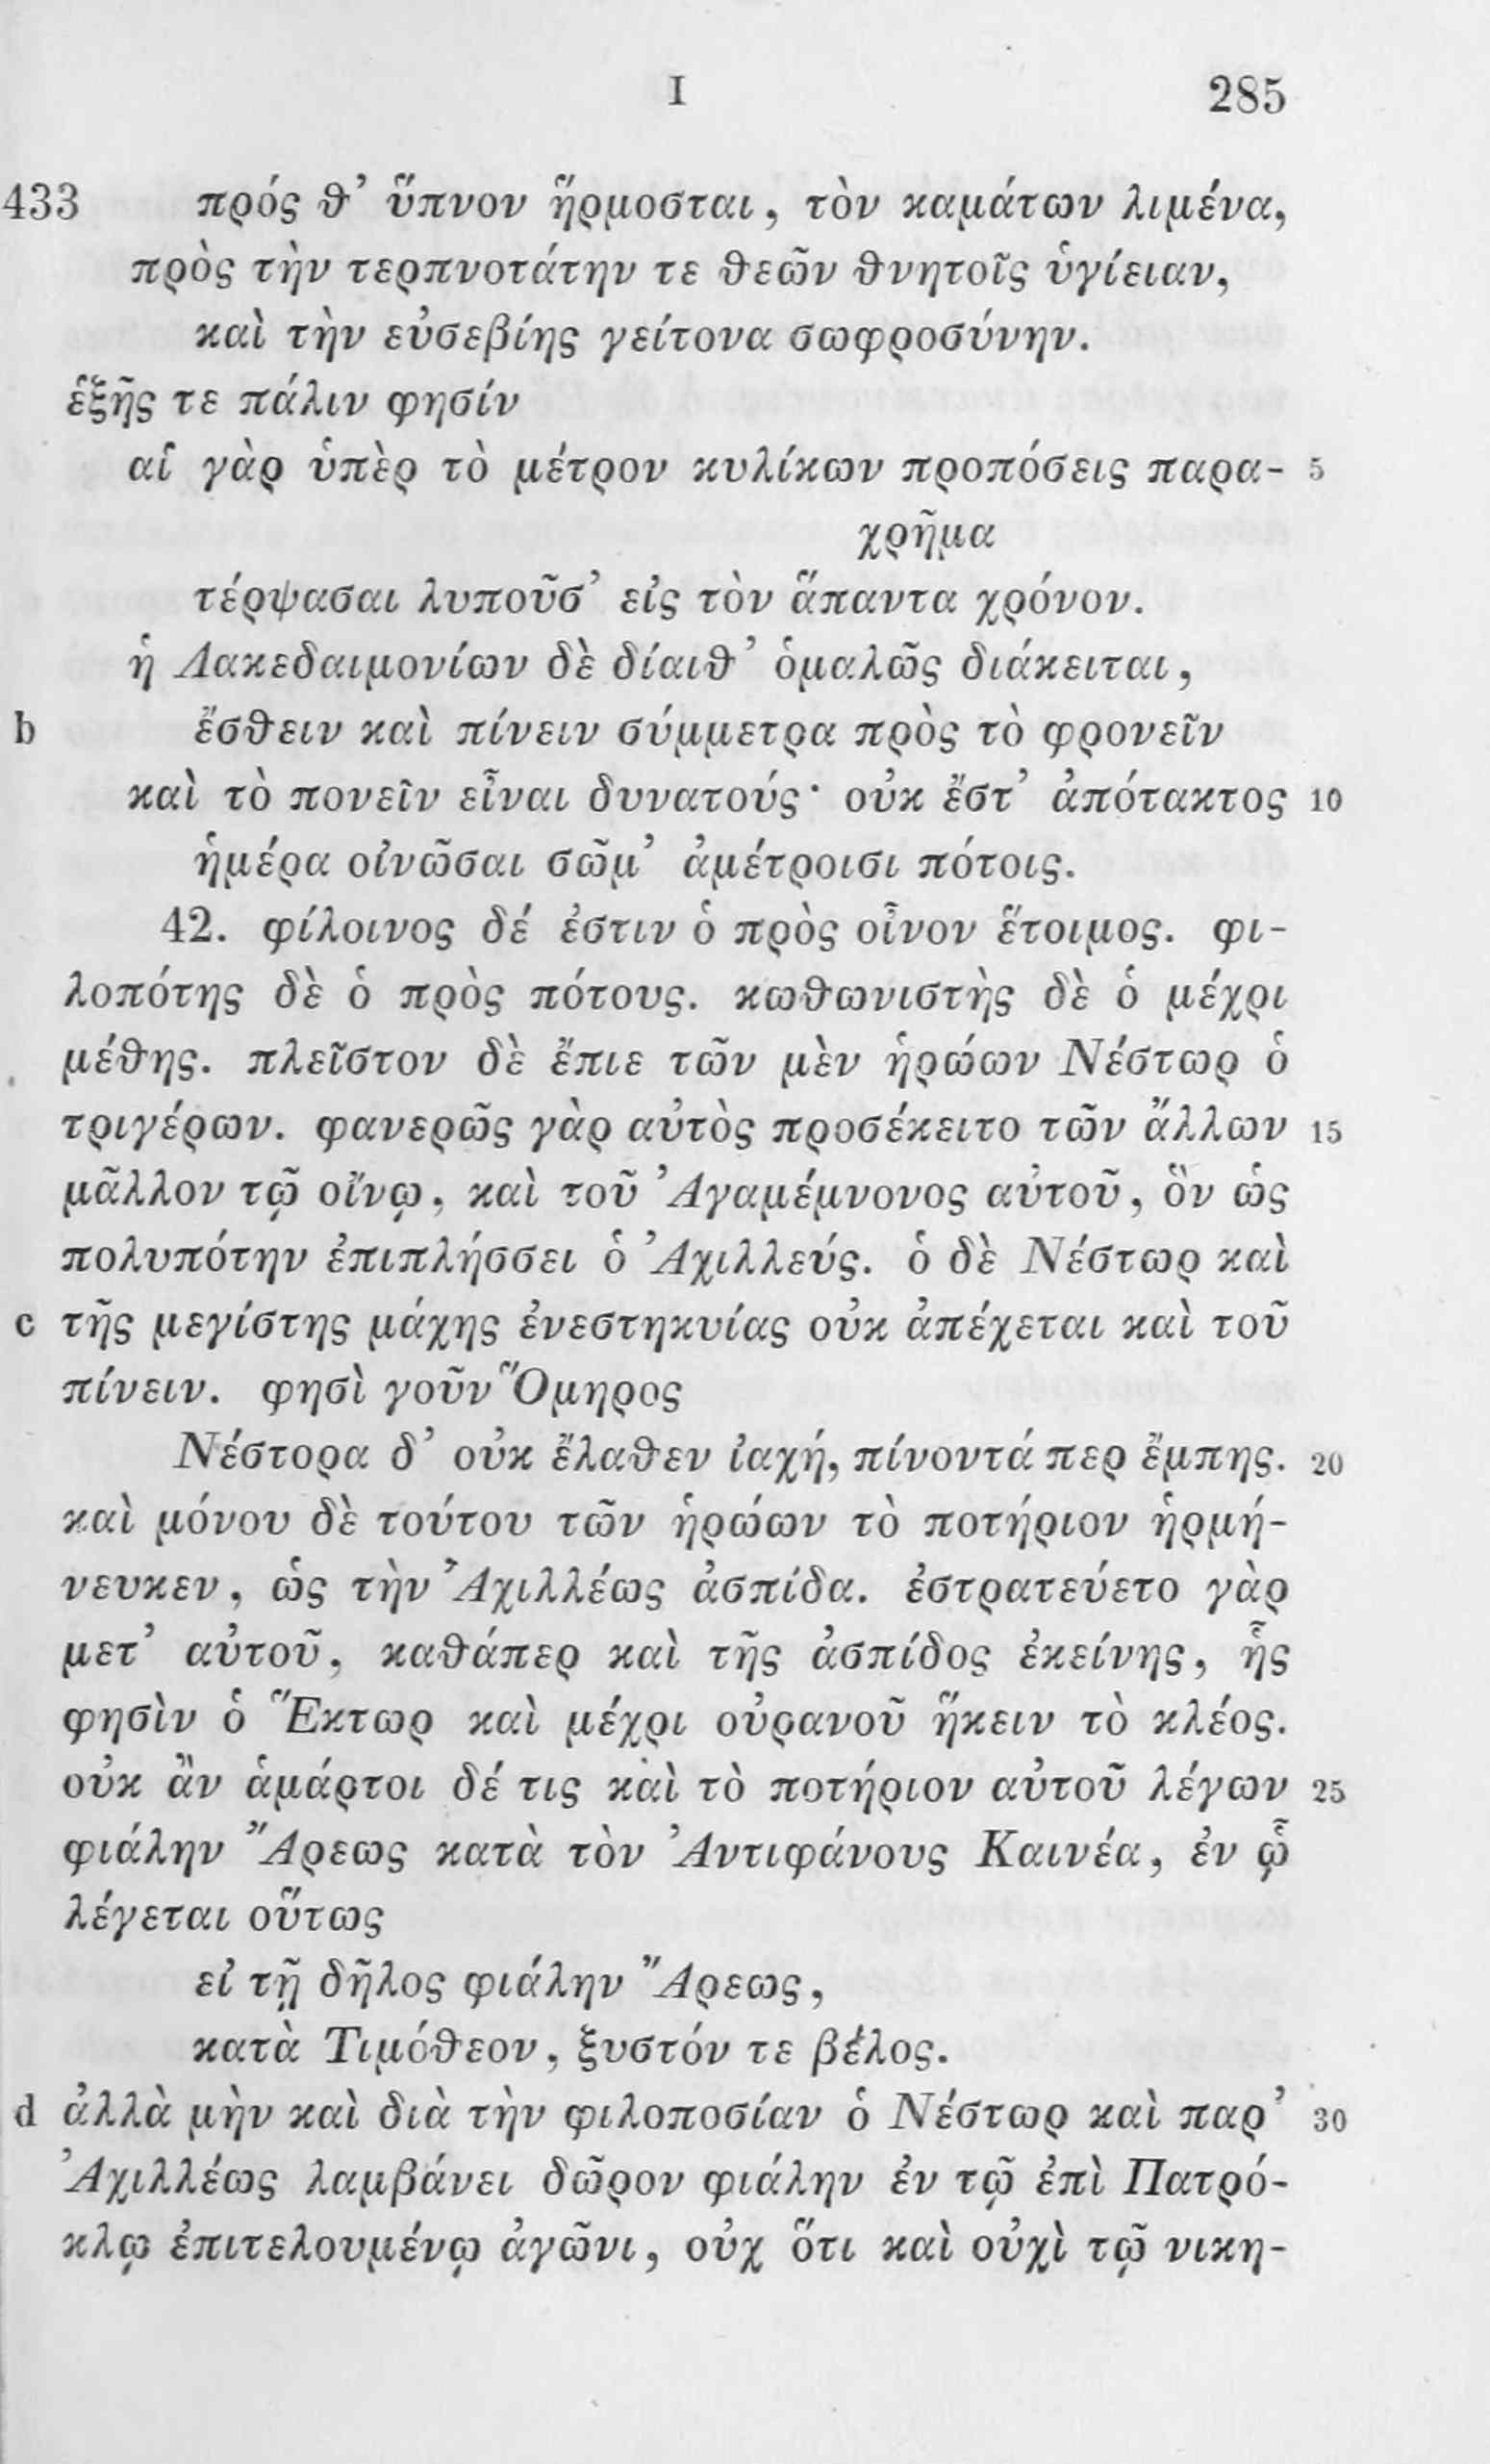 I 285
433 πρός θ’ ὕπνον ἥρμοσται, τὸν καμάτων λιμένα,
πρὸς τὴν τερπνοτάτην τε θεῶν θνητοῖς ὑγίειαν,
καὶ τὴν εὐσεβίης γείτονα σωφροσύνην.
ἑξῆς τε πάλιν φησίν
αἱ γὰρ ὑπὲρ τὸ μέτρον κυλίκων προπόσεις παρα- 5
χρῆμα
τέρψασαι λυποῦσ’ εἰς τὸν ἅπαντα χρόνον.
ἡ Λακεδαιμονίων δὲ δίαιθ’ ὁμαλῶς διάκειται,
b ἔσθειν καὶ πίνειν σύμμετρα πρὸς τὸ φρονεῖν
καὶ τὸ πονεῖν εἶναι δυνατούς· οὐκ ἔστ’ ἀπότακτος 10
ἡμέρα οἰνῶσαι σῶμ’ ἀμέτροισι πότοις.
42. φίλοινος δέ ἐστιν ὁ πρὸς οἶνον ἕτοιμος. φι-
λοπότης δὲ ὁ πρὸς πότους. κωθωνιστὴς δὲ ὁ μέχρι
μέθης. πλεῖστον δὲ ἔπιε τῶν μὲν ἡρώων Νέστωρ ὁ
τριγέρων. φανερῶς γὰρ αὐτὸς προσέκειτο τῶν ἄλλων 15
μᾶλλον τῷ οἴνῳ, καὶ τοῦ Ἀγαμέμνονος αὐτοῦ, ὃν ὡς
πολυπότην ἐπιπλήσσει ὁ Ἀχιλλεύς. ὁ δὲ Νέστωρ καὶ
c τῆς μεγίστης μάχης ἐνεστηκυίας οὐκ ἀπέχεται καὶ τοῦ
πίνειν. φησὶ γοῦν Ὅμηρος
Νέστορα δ’ οὐκ ἔλαθεν ἰαχή, πίνοντά περ ἔμπης. 20
καὶ μόνου δὲ τούτου τῶν ἡρώων τὸ ποτήριον ἡρμή-
νευκεν, ὡς τὴν Ἀχιλλέως ἀσπίδα. ἐστρατεύετο γὰρ
μετ’ αὐτοῦ, καθάπερ καὶ τῆς ἀσπίδος ἐκείνης, ἧς
φησὶν ὁ Ἕκτωρ καὶ μέχρι οὐρανοῦ ἥκειν τὸ κλέος.
οὐκ ἂν ἁμάρτοι δέ τις καὶ τὸ ποτήριον αὐτοῦ λέγων 25
φιάλην Ἄρεως κατὰ τὸν Ἀντιφάνους Καινέα, ἐν ᾧ
λέγεται οὕτως
εἰ τῇ δῆλος φιάλην Ἄρεως,
κατὰ Τιμόθεον, ξυστόν τε βέλος.
d ἀλλὰ μὴν καὶ διὰ τὴν φιλοποσίαν ὁ Νέστωρ καὶ παρ’ 30
Ἀχιλλέως λαμβάνει δῶρον φιάλην ἐν τῷ ἐπὶ Πατρό-
κλῳ ἐπιτελουμένῳ ἀγῶνι, οὐχ ὅτι καὶ οὐχὶ τῷ νικη-